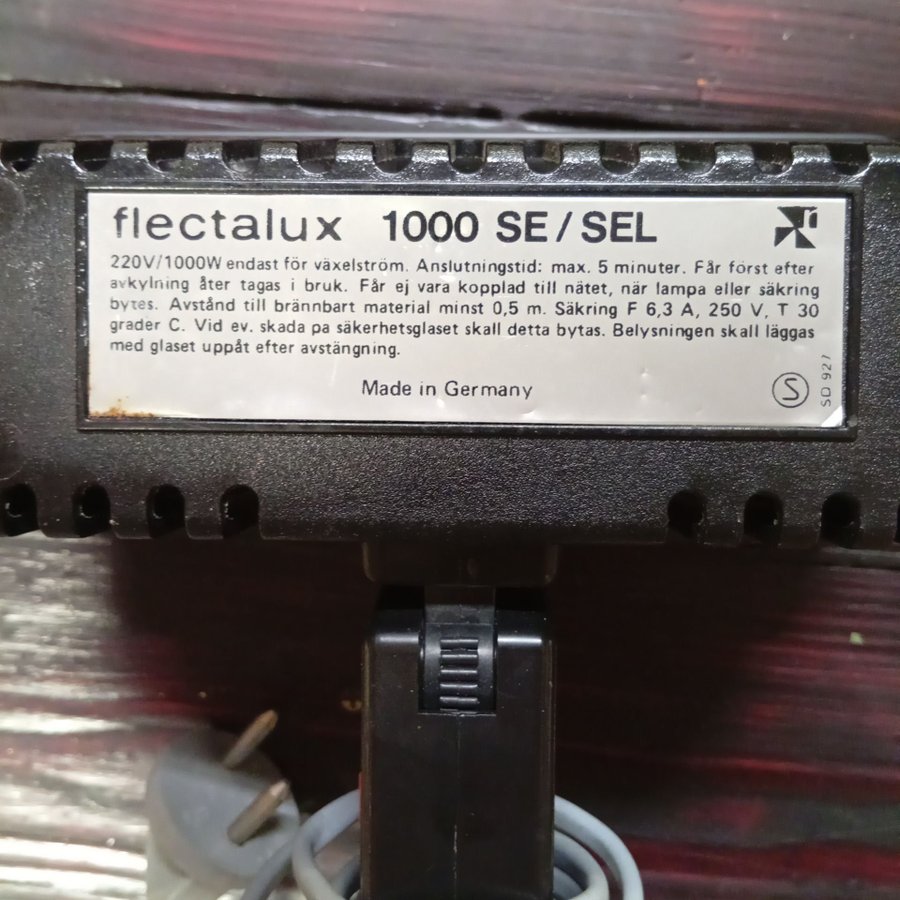 flectalux 1000 SE/SEL
220V/1000W endast för växelström. Anslutningstid: max. 5 minuter. Får först efter
avkylning åter tagas i bruk. Får ej vara kopplad till nätet, när lampa eller säkring
bytes. Avstånd till brännbart material minst 0,5 m. Säkring F 6,3 A, 250 V, T 30
grader C. Vid ev. skada pa säkerhetsglaset skall detta bytas. Belysningen skall läggas
med glaset uppåt efter avstängning.
Made in Germany
S
SD 927